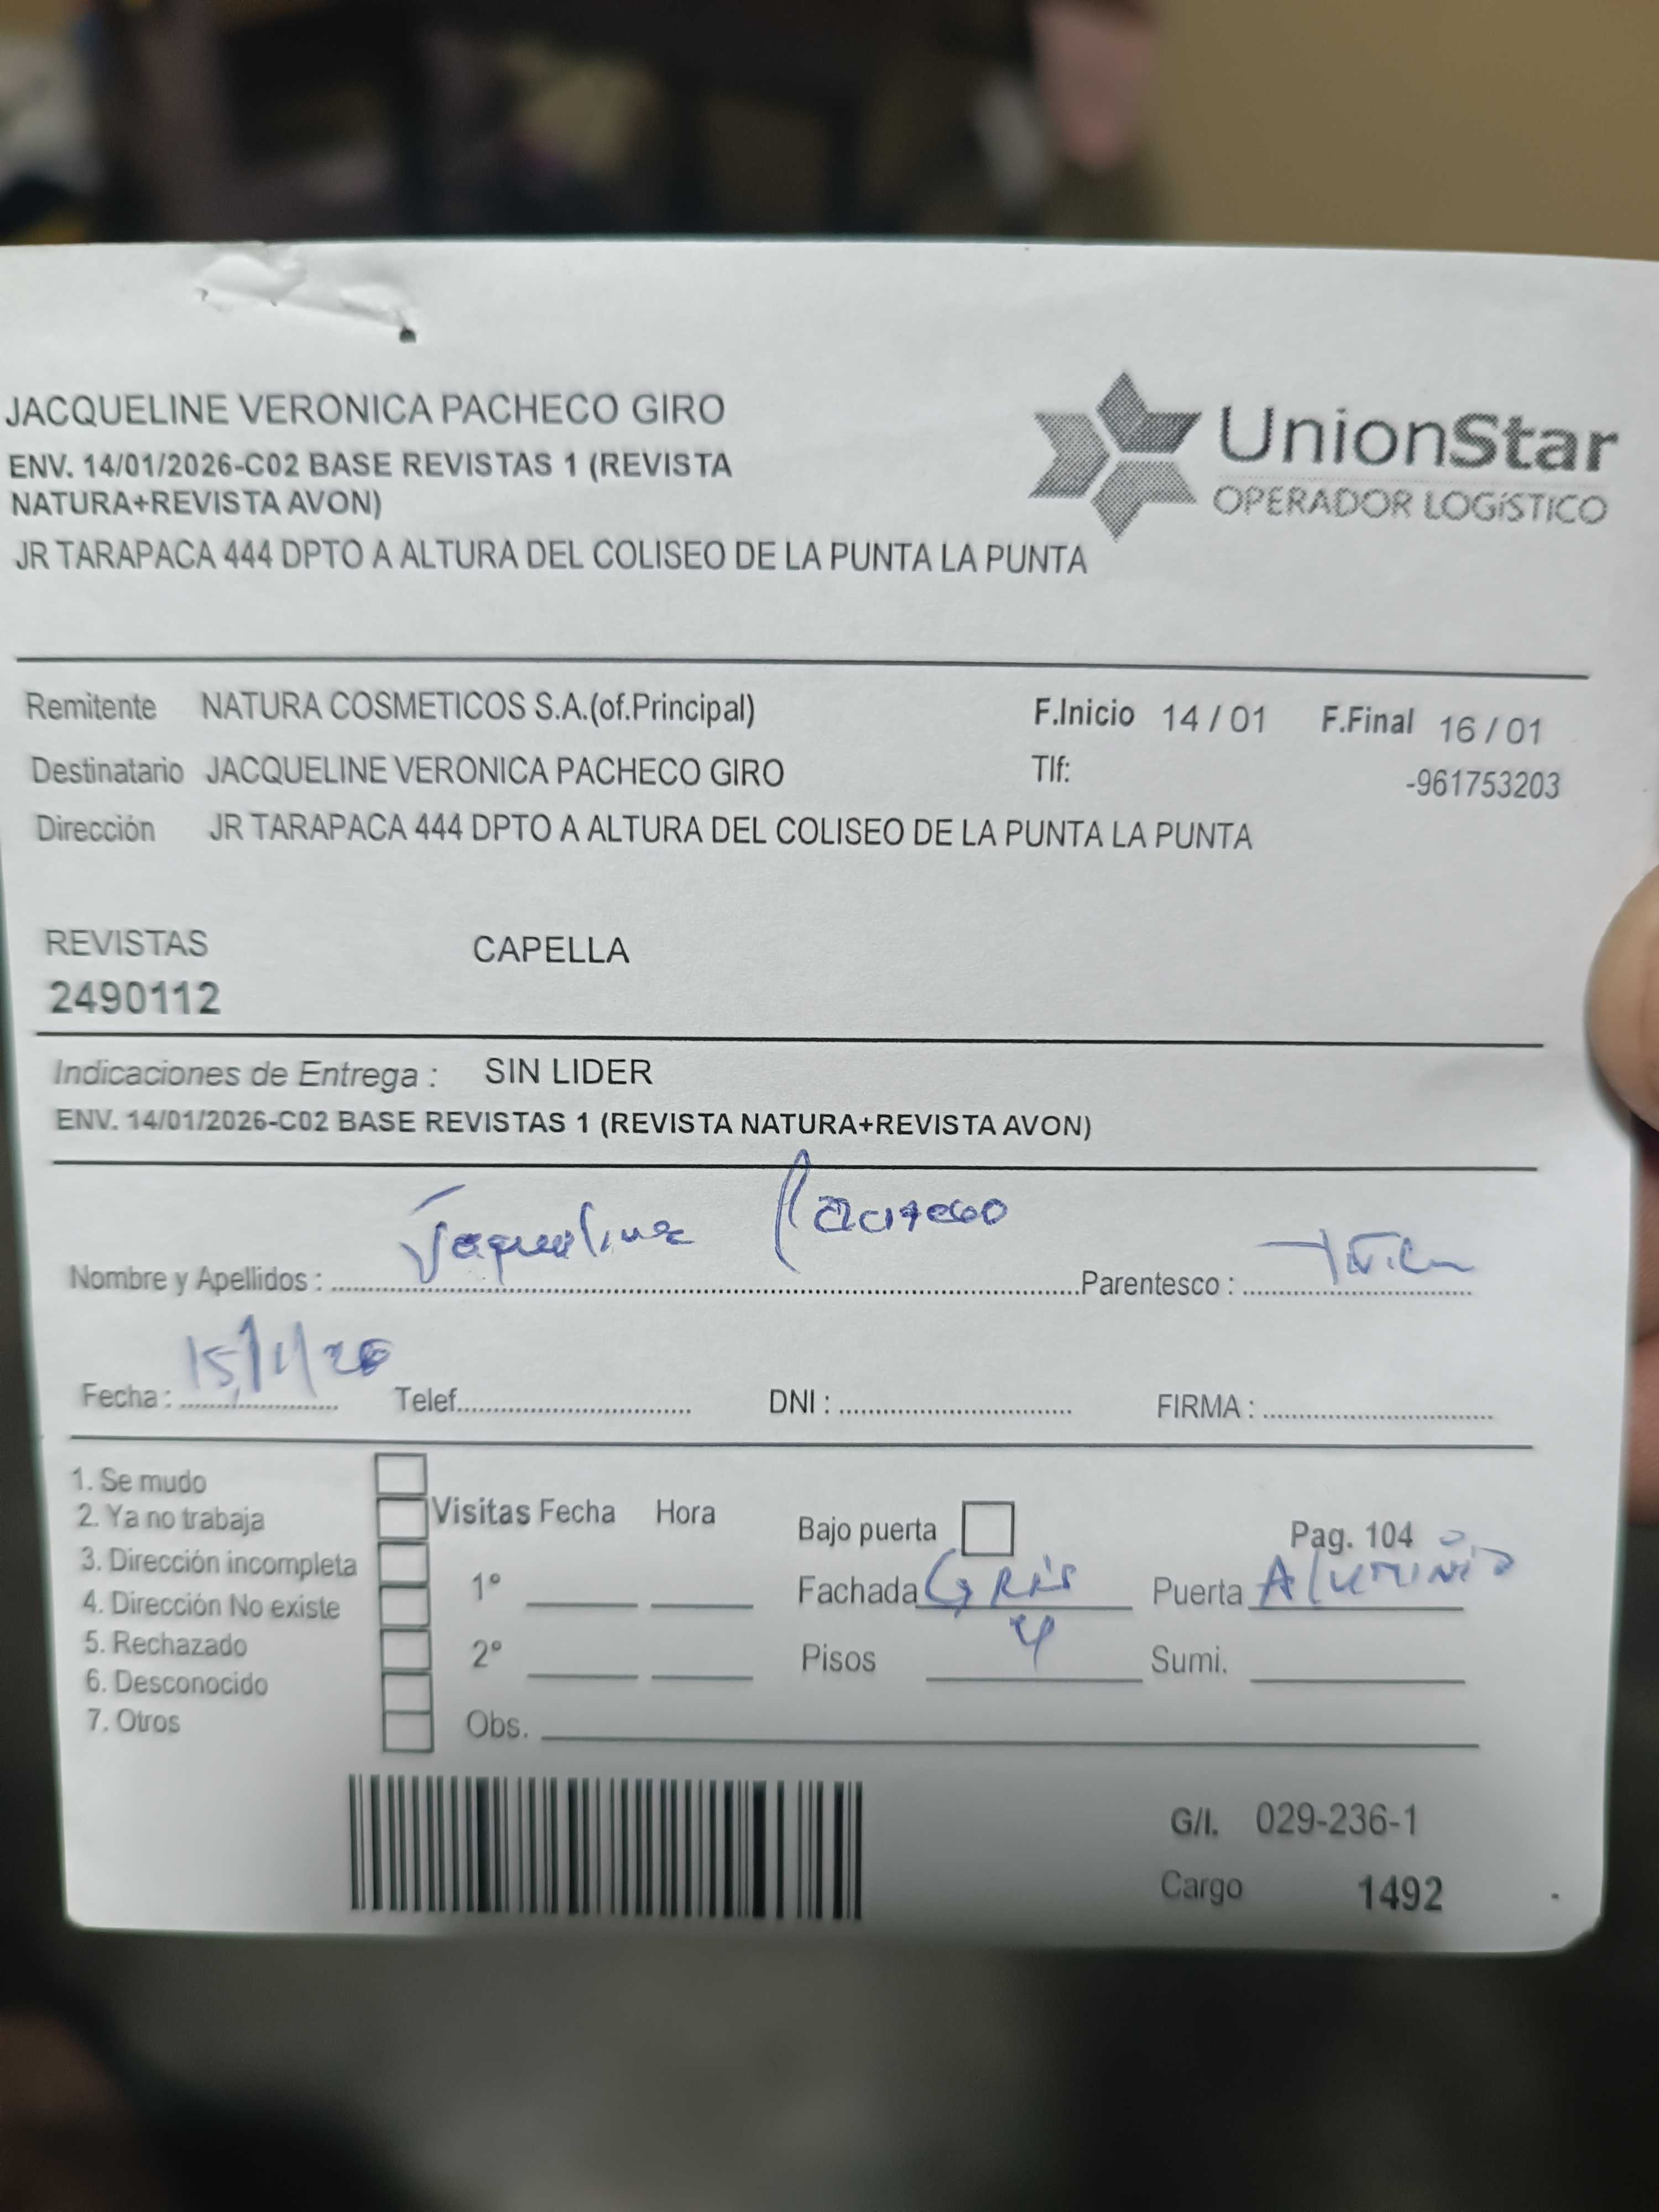 JACQUELINE VERONICA PACHECO GIRO
ENV. 14/01/2026-C02 BASE REVISTAS 1 (REVISTA
NATURA+REVISTA AVON)
JR TARAPACA 444 DPTO A ALTURA DEL COLISEO DE LA PUNTA LA PUNTA
UnionStar
OPERADOR LOGíSTICO
Remitente NATURA COSMETICOS S.A.(of.Principal) F.Inicio 14 / 01 F.Final 16 / 01
Destinatario JACQUELINE VERONICA PACHECO GIRO Tlf: -961753203
Dirección JR TARAPACA 444 DPTO A ALTURA DEL COLISEO DE LA PUNTA LA PUNTA
REVISTAS CAPELLA
2490112
Indicaciones de Entrega : SIN LIDER
ENV. 14/01/2026-C02 BASE REVISTAS 1 (REVISTA NATURA+REVISTA AVON)
Nombre y Apellidos : Jaqueline Pacheco Parentesco :
Fecha : 15/1/26 Telef. DNI : FIRMA :
1. Se mudo
2. Ya no trabaja
3. Dirección incompleta
4. Dirección No existe
5. Rechazado
6. Desconocido
7. Otros
Visitas Fecha Hora
1°
2°
Obs.
Bajo puerta Pag. 104
Fachada GRIS Puerta ALUMINIO
Pisos 4 Sumi.
G/I. 029-236-1
Cargo 1492